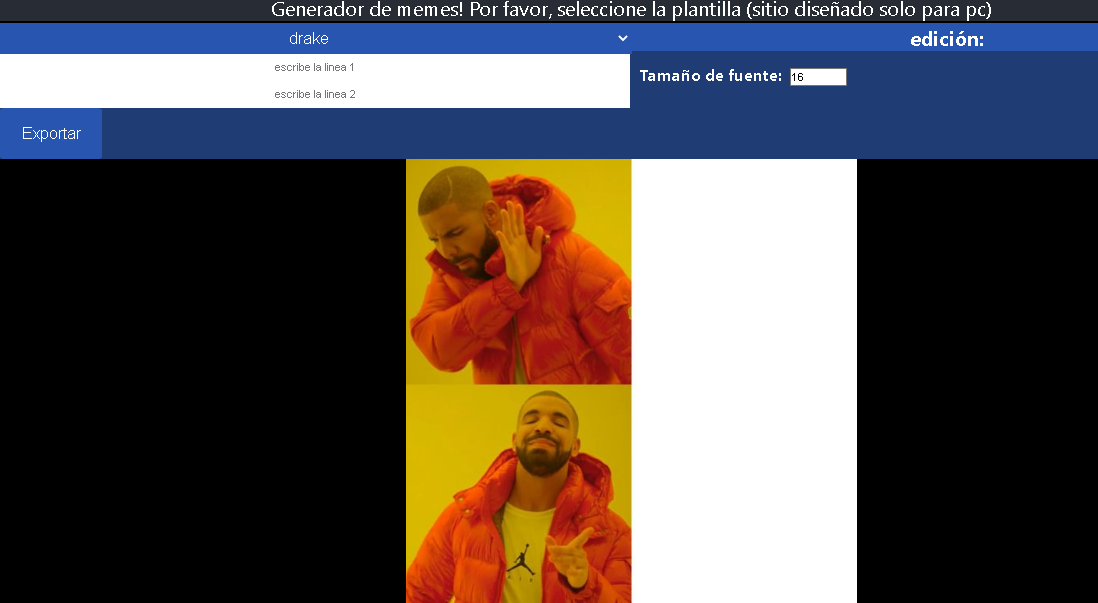 Generador de memes! Por favor, seleccione la plantilla (sitio diseñado solo para pc)
drake
edición:
escribe la linea 1
escribe la linea 2
Tamaño de fuente: 16
Exportar